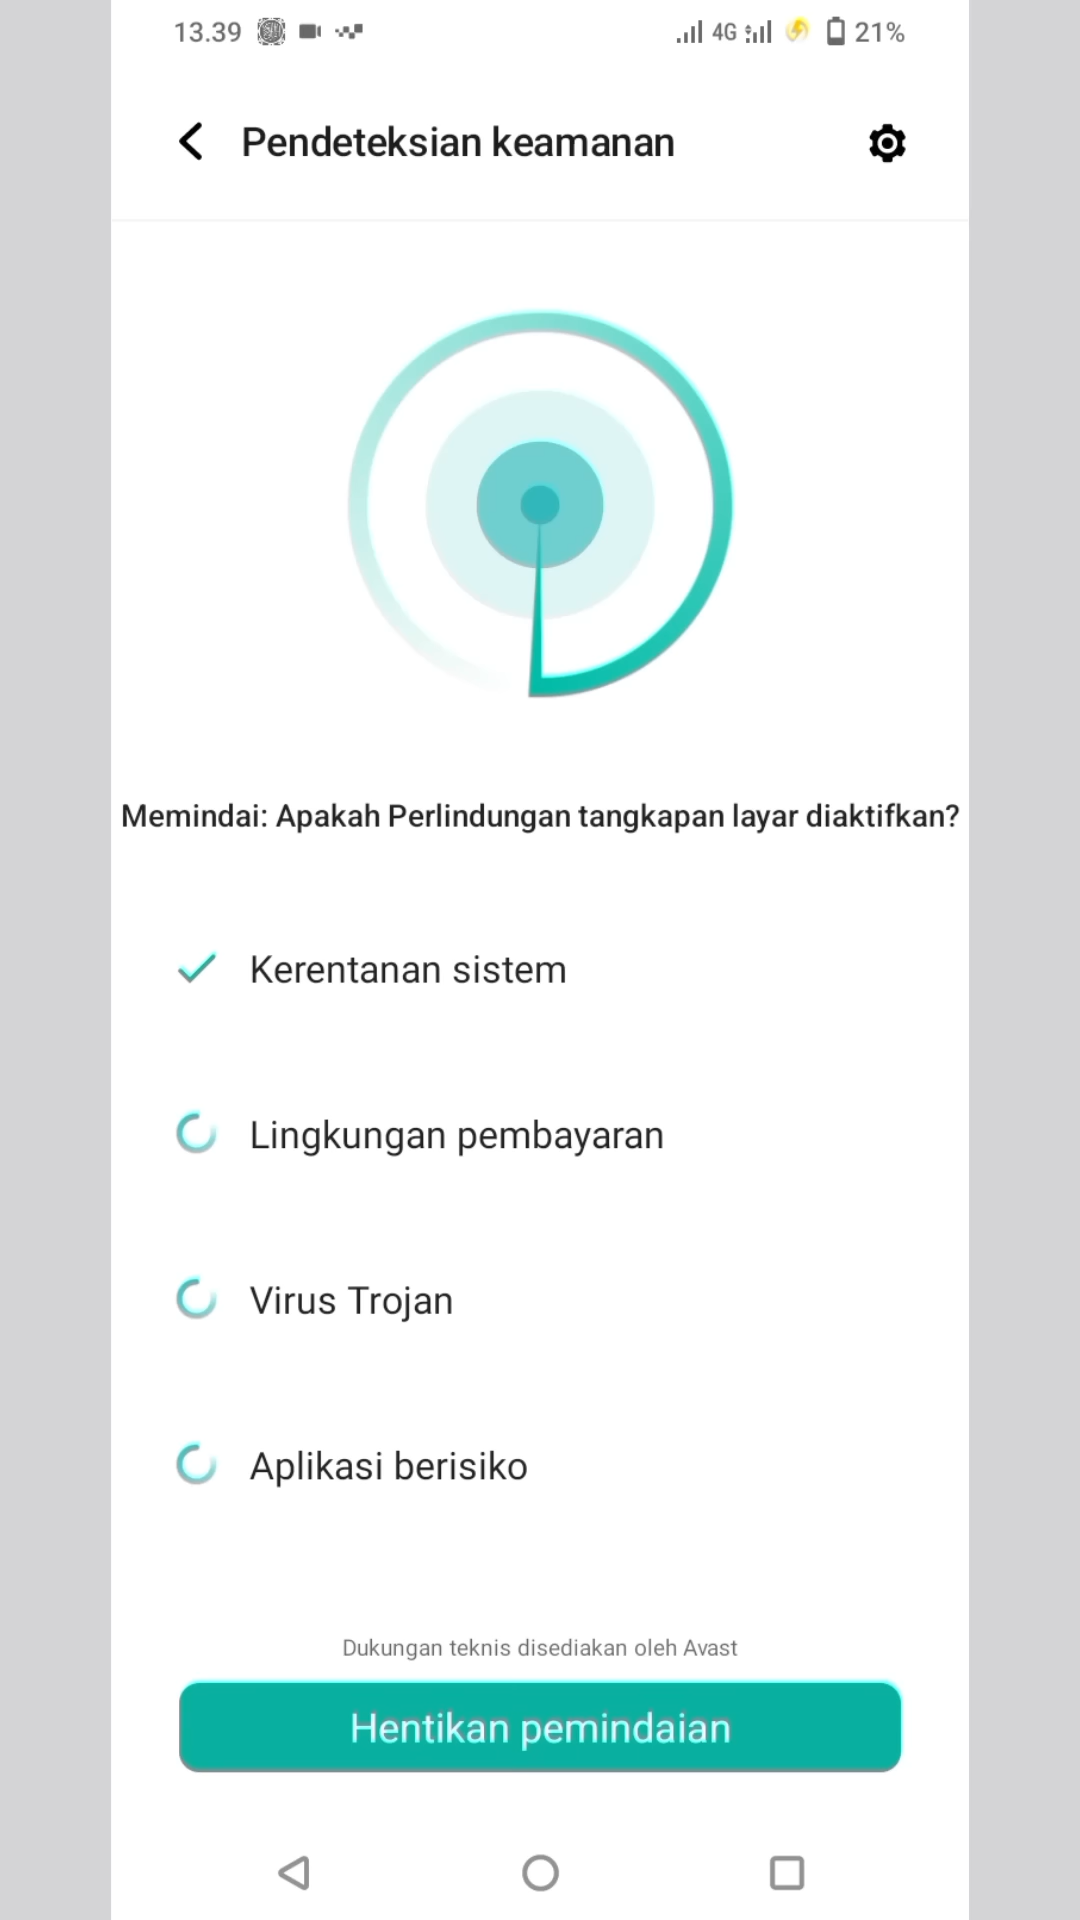 13.39 4G 21%
Pendeteksian keamanan
Memindai: Apakah Perlindungan tangkapan layar diaktifkan?
Kerentanan sistem
Lingkungan pembayaran
Virus Trojan
Aplikasi berisiko
Dukungan teknis disediakan oleh Avast
Hentikan pemindaian